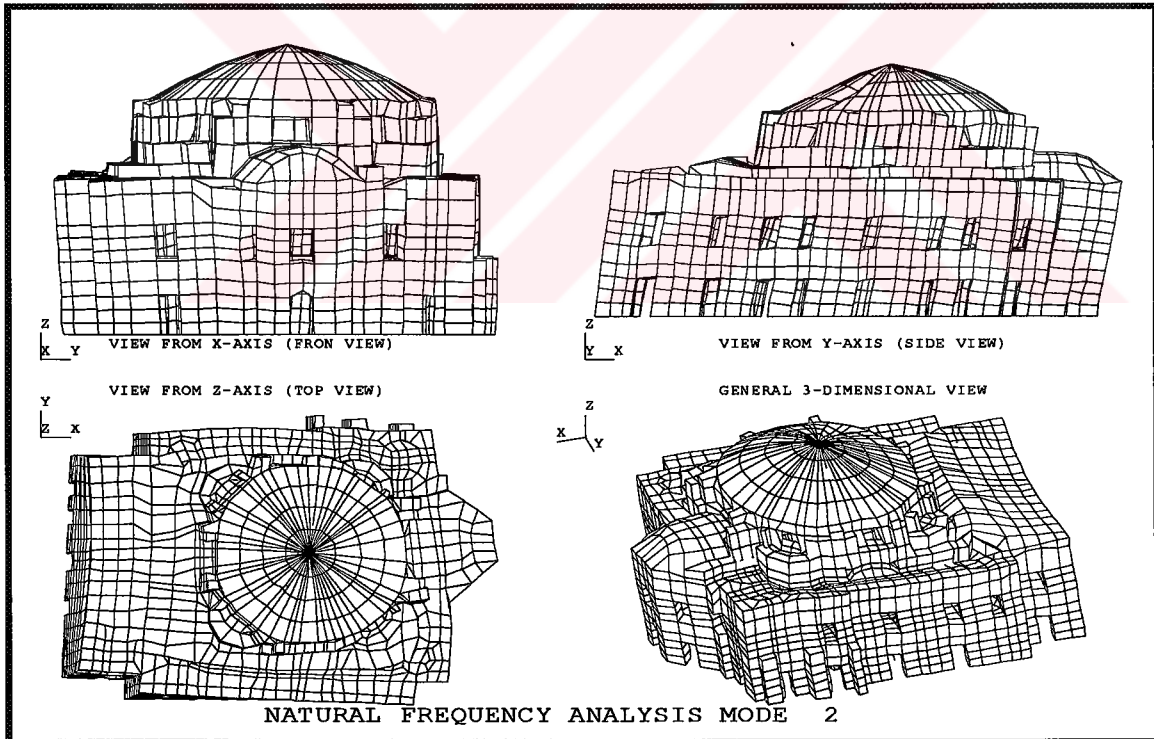 Z
X Y
VIEW FROM X-AXIS (FRON VIEW)
Z
Y X
VIEW FROM Y-AXIS (SIDE VIEW)
VIEW FROM Z-AXIS (TOP VIEW)
Y
Z X
GENERAL 3-DIMENSIONAL VIEW
Z
X Y
NATURAL FREQUENCY ANALYSIS MODE 2